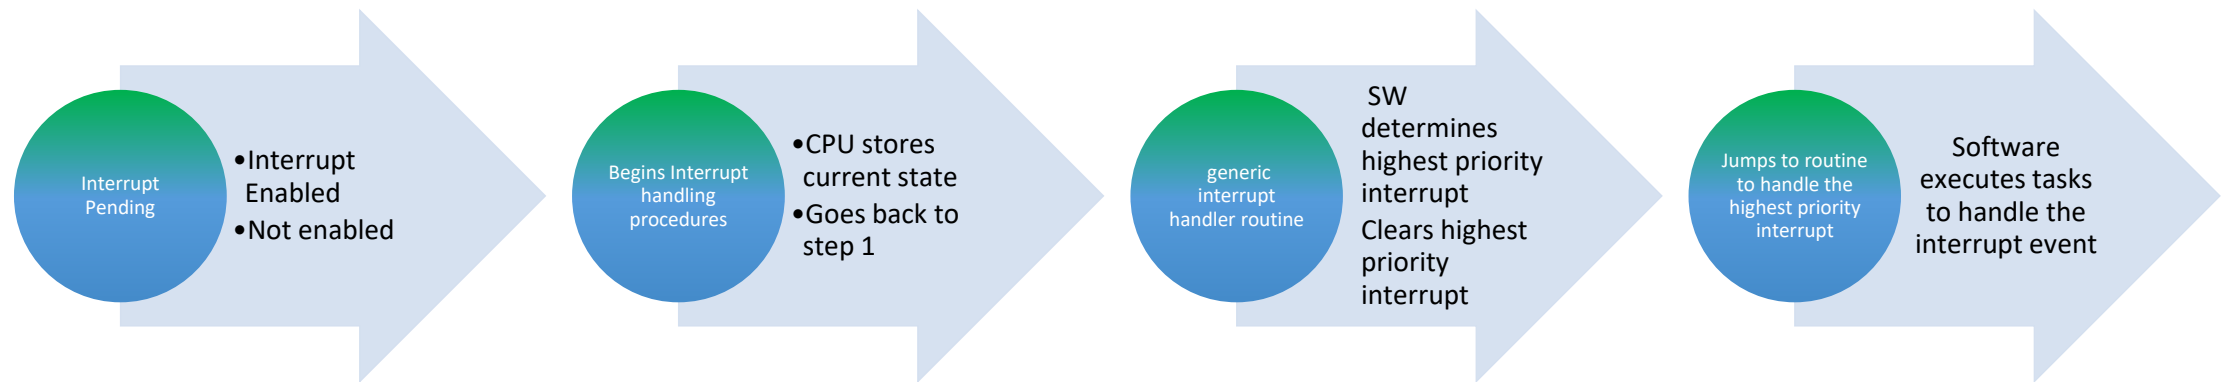 Interrupt
Pending
•Interrupt
Enabled
•Not enabled
Begins Interrupt
handling
procedures
•CPU stores
current state
•Goes back to
step 1
generic
interrupt
handler routine
SW
determines
highest priority
interrupt
Clears highest
priority
interrupt
Jumps to routine
to handle the
highest priority
interrupt
Software
executes tasks
to handle the
interrupt event